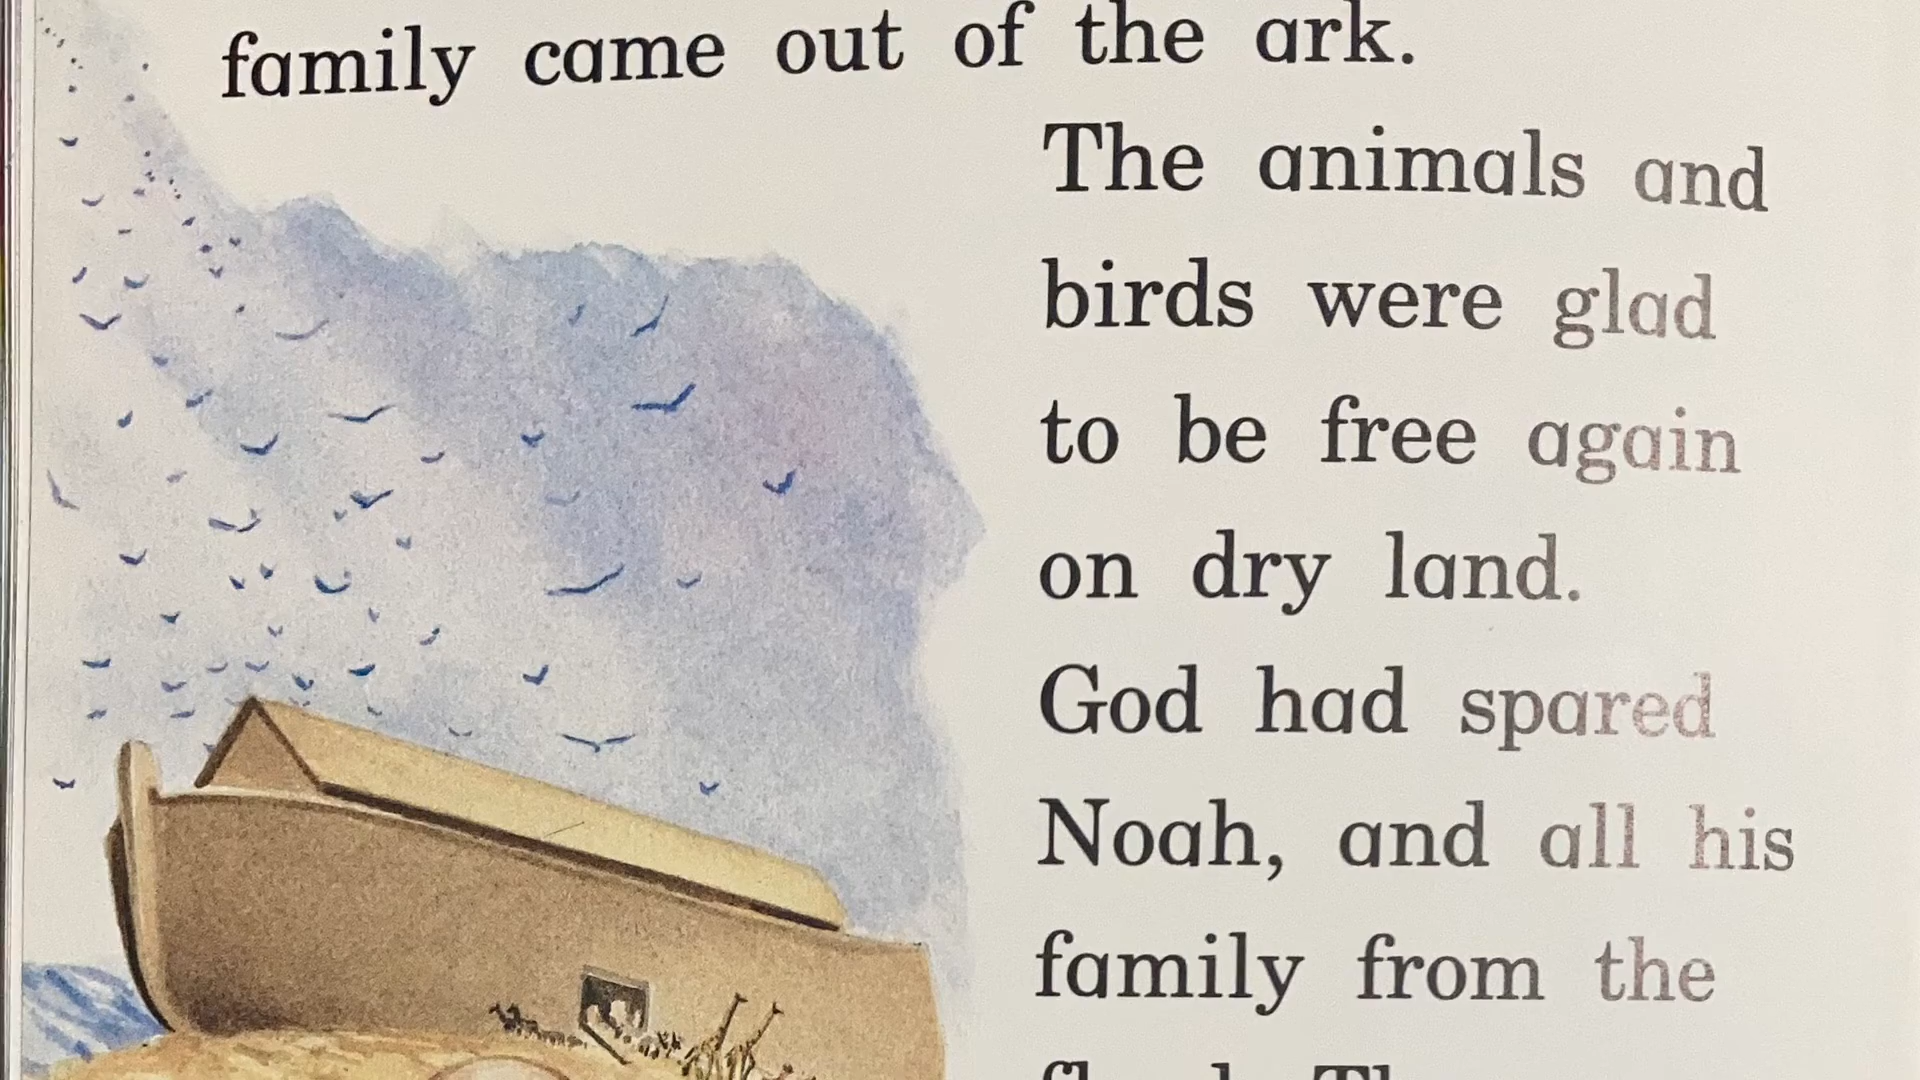 family came out of the ark.
The animals and
birds were glad
to be free again
on dry land.
God had spared
Noah, and all his
family from the